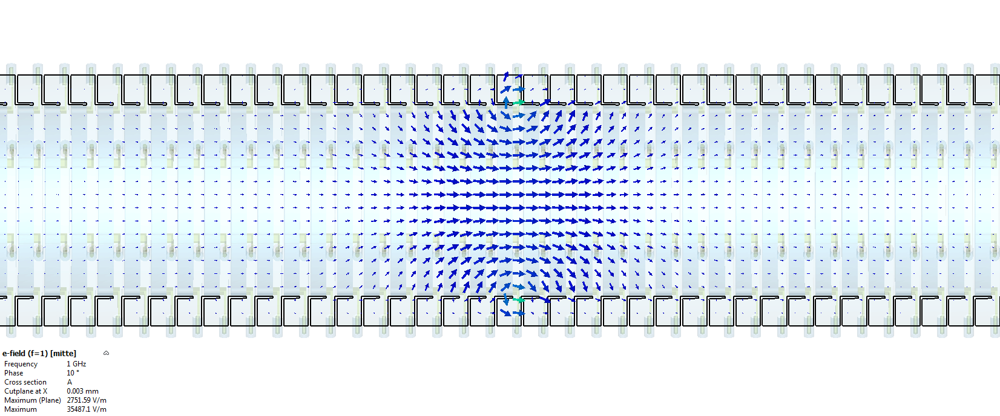 e-field (f=1) [mitte]
Frequency 1 GHz
Phase 10 °
Cross section A
Cutplane at X 0.003 mm
Maximum (Plane) 2751.59 V/m
Maximum 35487.1 V/m